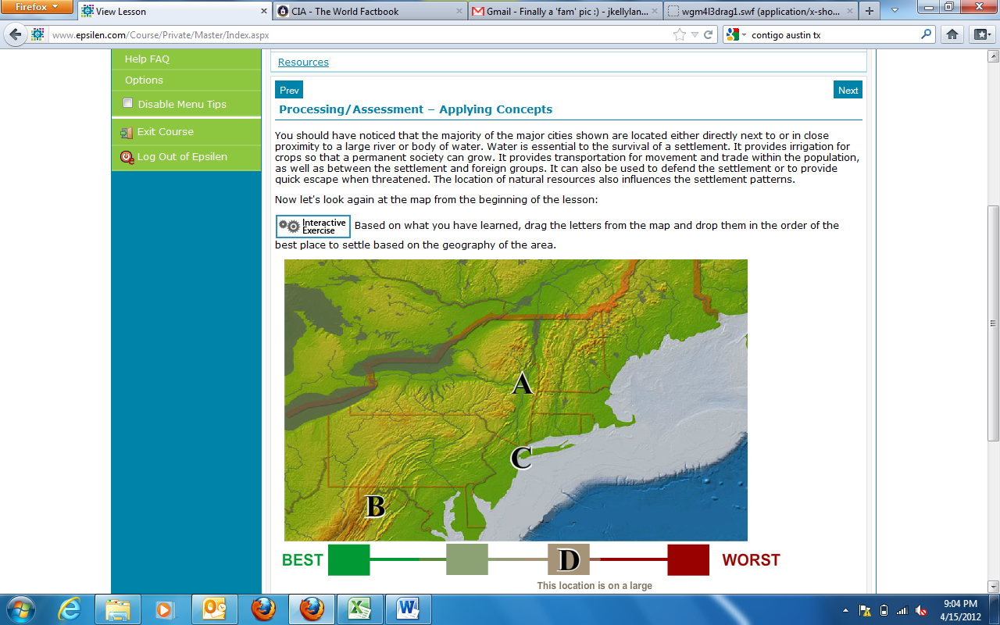 Firefox
View Lesson
CIA - The World Factbook
Gmail - Finally a 'fam' pic :) - jkellylan...
wgm4l3drag1.swf (application/x-sho...
www.epsilen.com/Course/Private/Master/Index.aspx
contigo austin tx
Help FAQ
Options
Disable Menu Tips
Exit Course
Log Out of Epsilen
Resources
Prev
Next
Processing/Assessment – Applying Concepts
You should have noticed that the majority of the major cities shown are located either directly next to or in close
proximity to a large river or body of water. Water is essential to the survival of a settlement. It provides irrigation for
crops so that a permanent society can grow. It provides transportation for movement and trade within the population,
as well as between the settlement and foreign groups. It can also be used to defend the settlement or to provide
quick escape when threatened. The location of natural resources also influences the settlement patterns.
Now let's look again at the map from the beginning of the lesson:
Interactive
Exercise
Based on what you have learned, drag the letters from the map and drop them in the order of the
best place to settle based on the geography of the area.
A
C
B
BEST
D
WORST
This location is on a large
9:04 PM
4/15/2012